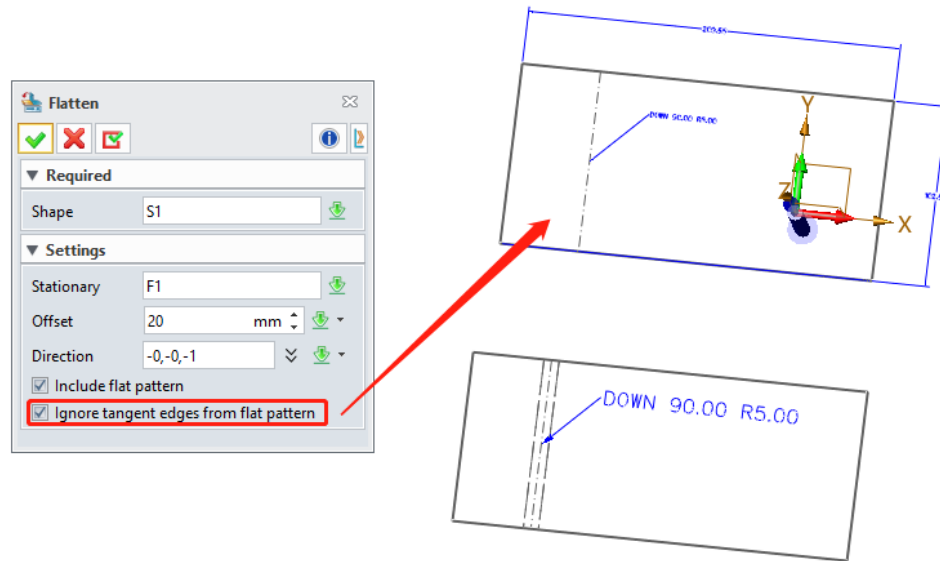 Flatten
Required
Shape S1
Settings
Stationary F1
Offset 20 mm
Direction -0,-0,-1
Include flat pattern
Ignore tangent edges from flat pattern
DOWN 90.00 R5.00
Y
Z
X
DOWN 90.00 R5.00